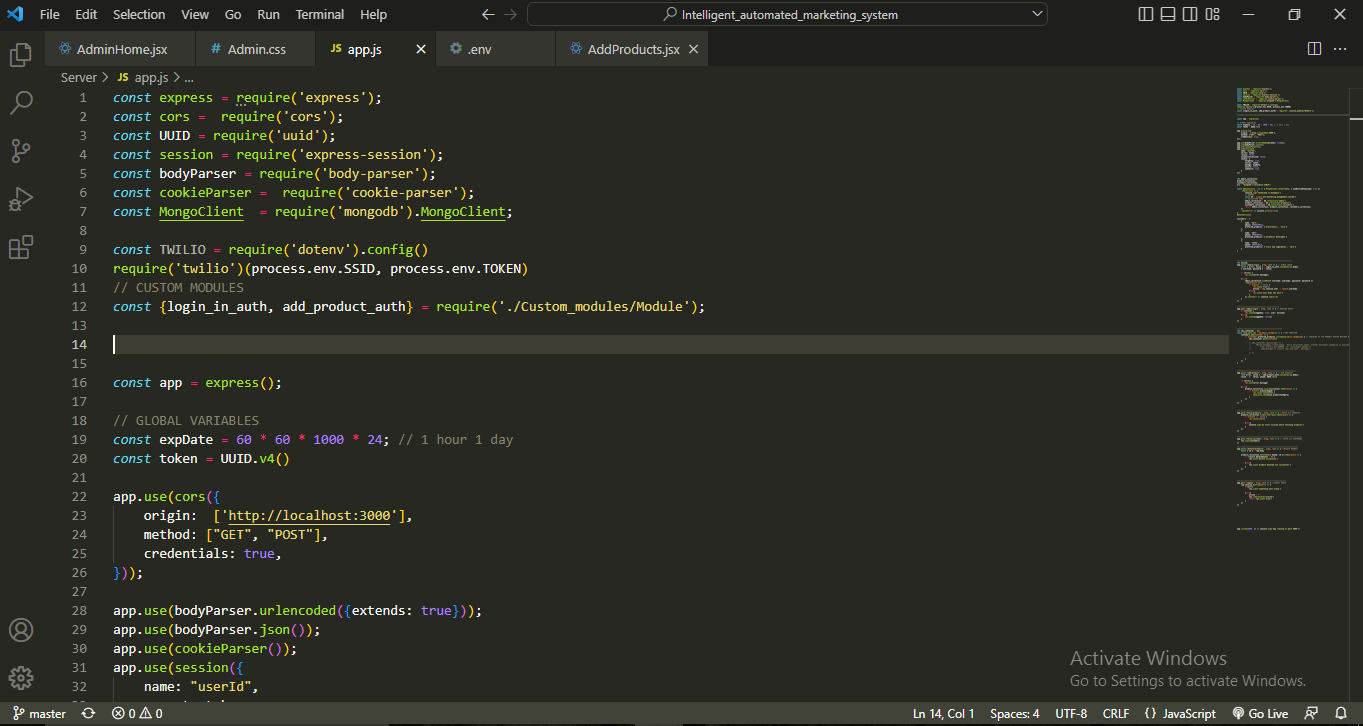 File Edit Selection View Go Run Terminal Help Intelligent_automated_marketing_system
AdminHome.jsx # Admin.css JS app.js .env AddProducts.jsx
Server > JS app.js > ...
1 const express = require('express');
2 const cors =  require('cors');
3 const UUID = require('uuid');
4 const session = require('express-session');
5 const bodyParser = require('body-parser');
6 const cookieParser =  require('cookie-parser');
7 const MongoClient  = require('mongodb').MongoClient;
8
9 const TWILIO = require('dotenv').config()
10 require('twilio')(process.env.SSID, process.env.TOKEN)
11 // CUSTOM MODULES
12 const {login_in_auth, add_product_auth} = require('./Custom_modules/Module');
13
14
15
16 const app = express();
17
18 // GLOBAL VARIABLES
19 const expDate = 60 * 60 * 1000 * 24; // 1 hour 1 day
20 const token = UUID.v4()
21
22 app.use(cors({
23     origin:  ['http://localhost:3000'],
24     method: ["GET", "POST"],
25     credentials: true,
26 }));
27
28 app.use(bodyParser.urlencoded({extends: true}));
29 app.use(bodyParser.json());
30 app.use(cookieParser());
31 app.use(session({
32     name: "userId",
Activate Windows
Go to Settings to activate Windows.
master 0 0 Ln 14, Col 1 Spaces: 4 UTF-8 CRLF {} JavaScript Go Live